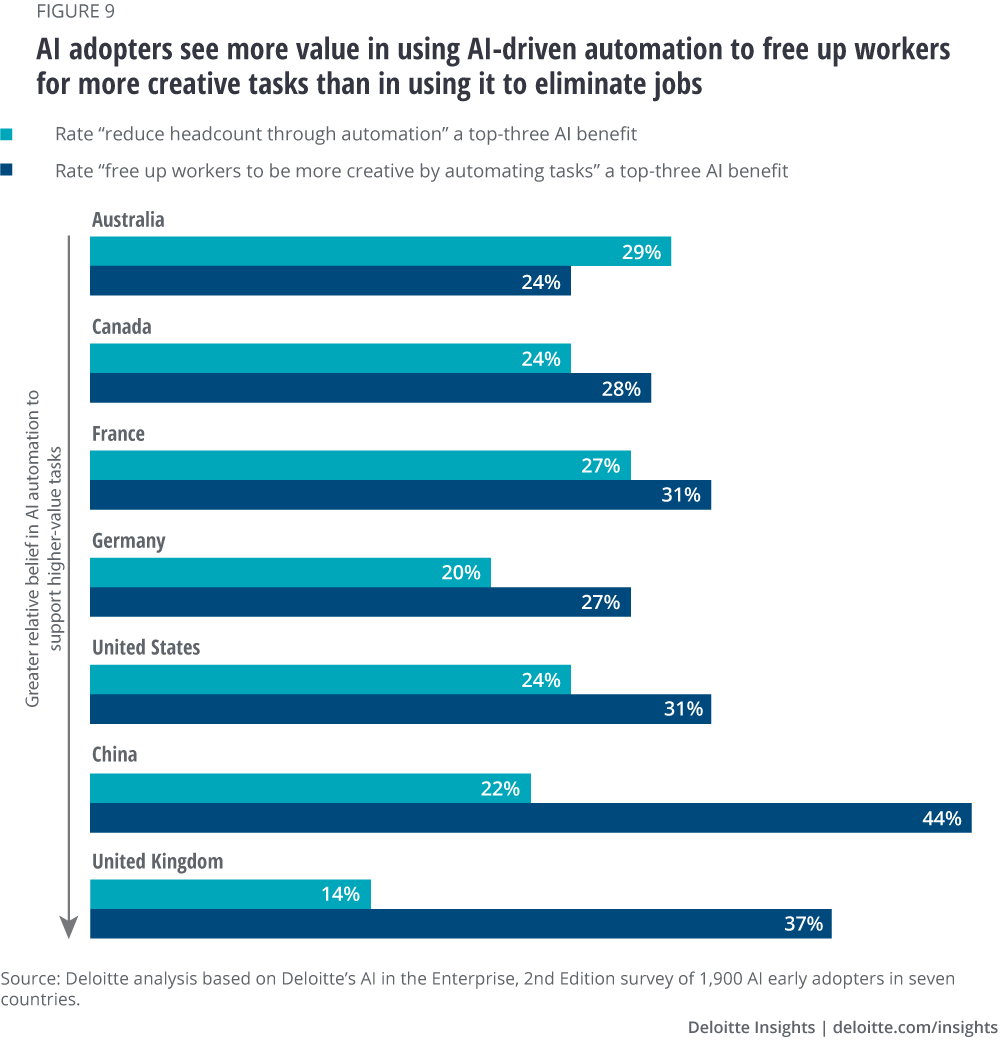 FIGURE 9
AI adopters see more value in using AI-driven automation to free up workers
for more creative tasks than in using it to eliminate jobs
Rate “reduce headcount through automation” a top-three AI benefit
Rate “free up workers to be more creative by automating tasks” a top-three AI benefit
Greater relative belief in AI automation to
support higher-value tasks
Australia
29%
24%
Canada
24%
28%
France
27%
31%
Germany
20%
27%
United States
24%
31%
China
22%
44%
United Kingdom
14%
37%
Source: Deloitte analysis based on Deloitte’s AI in the Enterprise, 2nd Edition survey of 1,900 AI early adopters in seven
countries.
Deloitte Insights | deloitte.com/insights